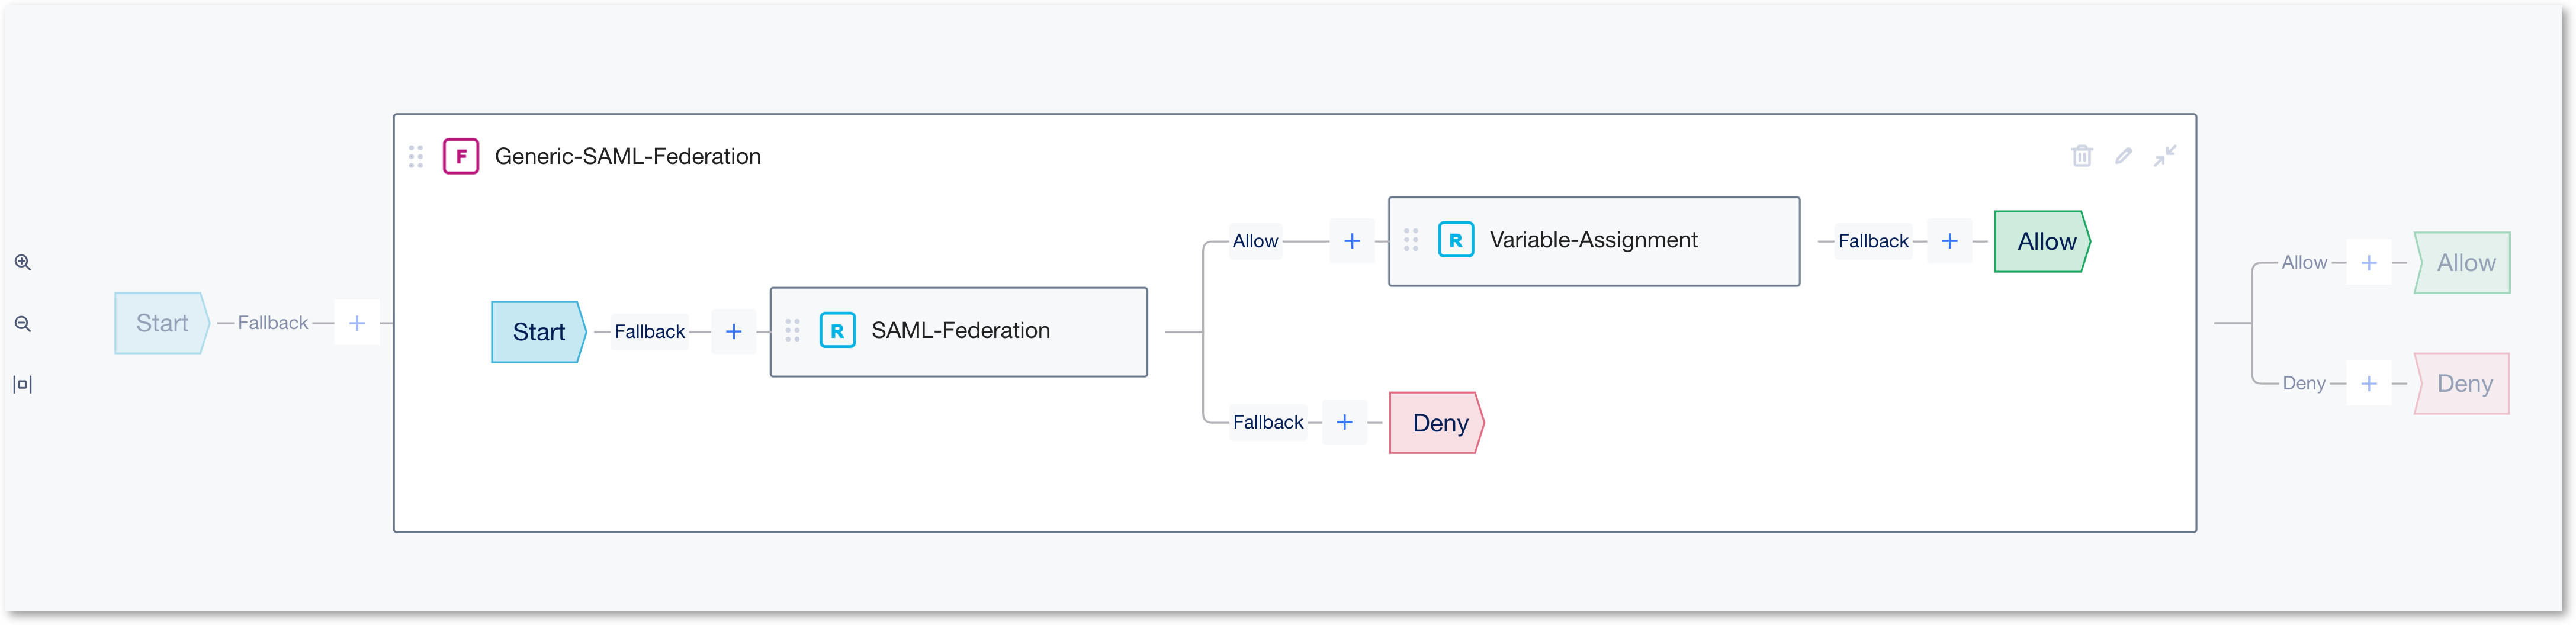 F Generic-SAML-Federation
Start Fallback +
Start Fallback + R SAML-Federation
Allow + R Variable-Assignment Fallback + Allow
Fallback + Deny
Allow + Allow
Deny + Deny